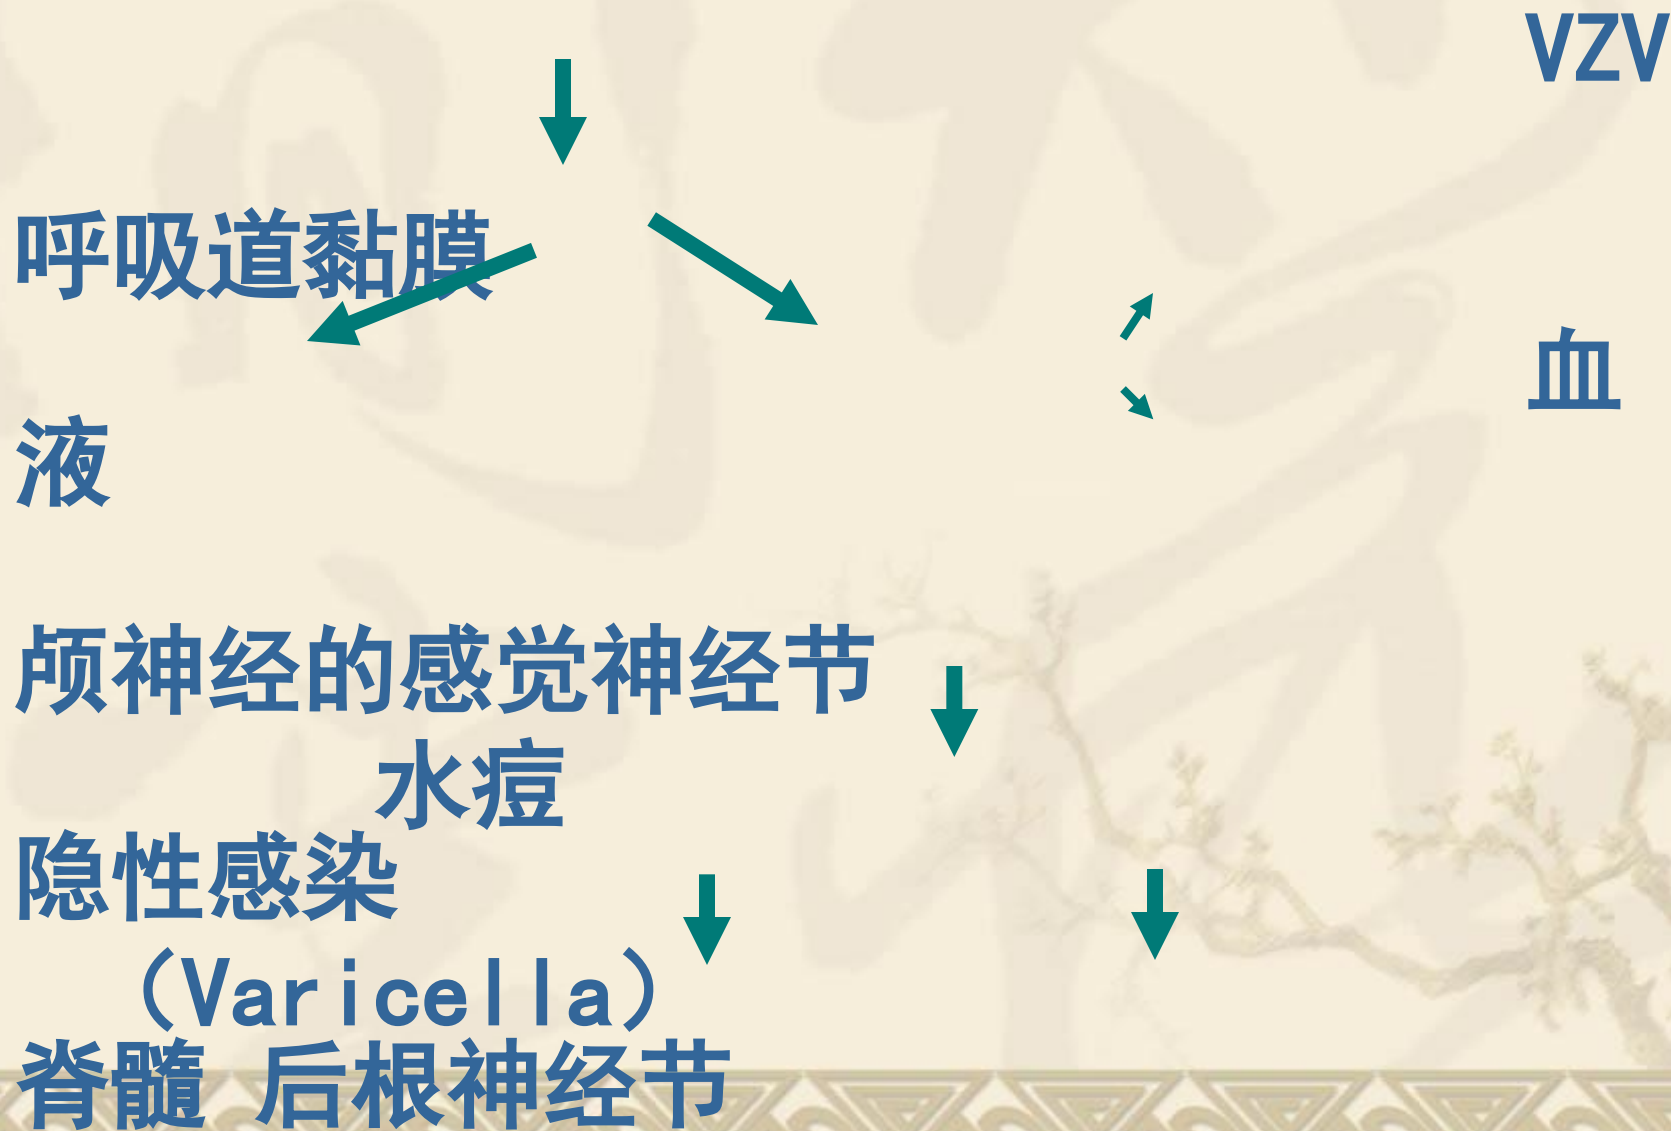 VZV
呼吸道黏膜
血
液
颅神经的感觉神经节
水痘
隐性感染
（Varicella）
脊髓 后根神经节